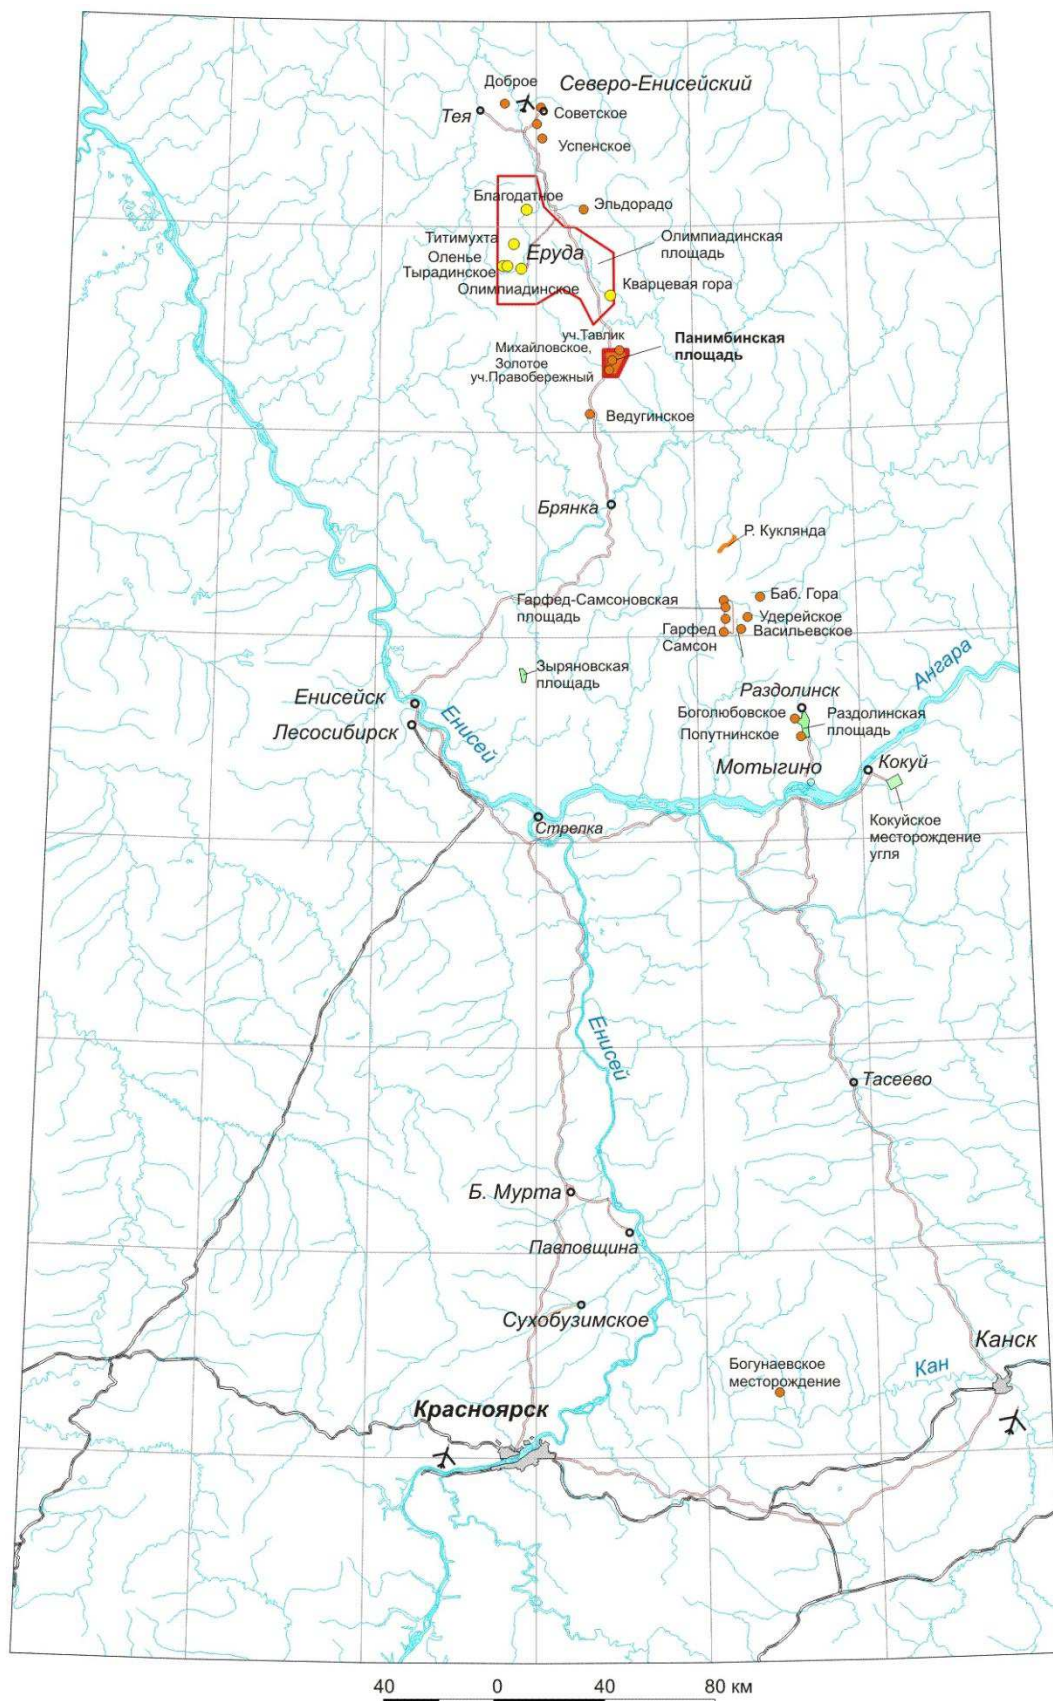 Доброе
Северо-Енисейский
Тея
Советское
Успенское
Благодатное
Эльдорадо
Титимухта
Еруда
Олимпиадинская
площадь
Оленье
Тырадинское
Олимпиадинское
Кварцевая гора
уч.Тавлик
Панимбинская
площадь
Михайловское,
Золотое
уч.Правобережный
Ведугинское
Брянка
Р. Куклянда
Гарфед-Самсоновская
площадь
Баб. Гора
Удерейское
Васильевское
Гарфед
Самсон
Зыряновская
площадь
Ангара
Енисейск
Лесосибирск
Енисей
Раздолинск
Боголюбовское
Раздолинская
площадь
Попутнинское
Мотыгино
Кокуй
Стрелка
Кокуйское
месторождение
угля
Енисей
Тасеево
Б. Мурта
Павловщина
Сухобузимское
Канск
Кан
Богунаевское
месторождение
Красноярск
40 0 40 80 км